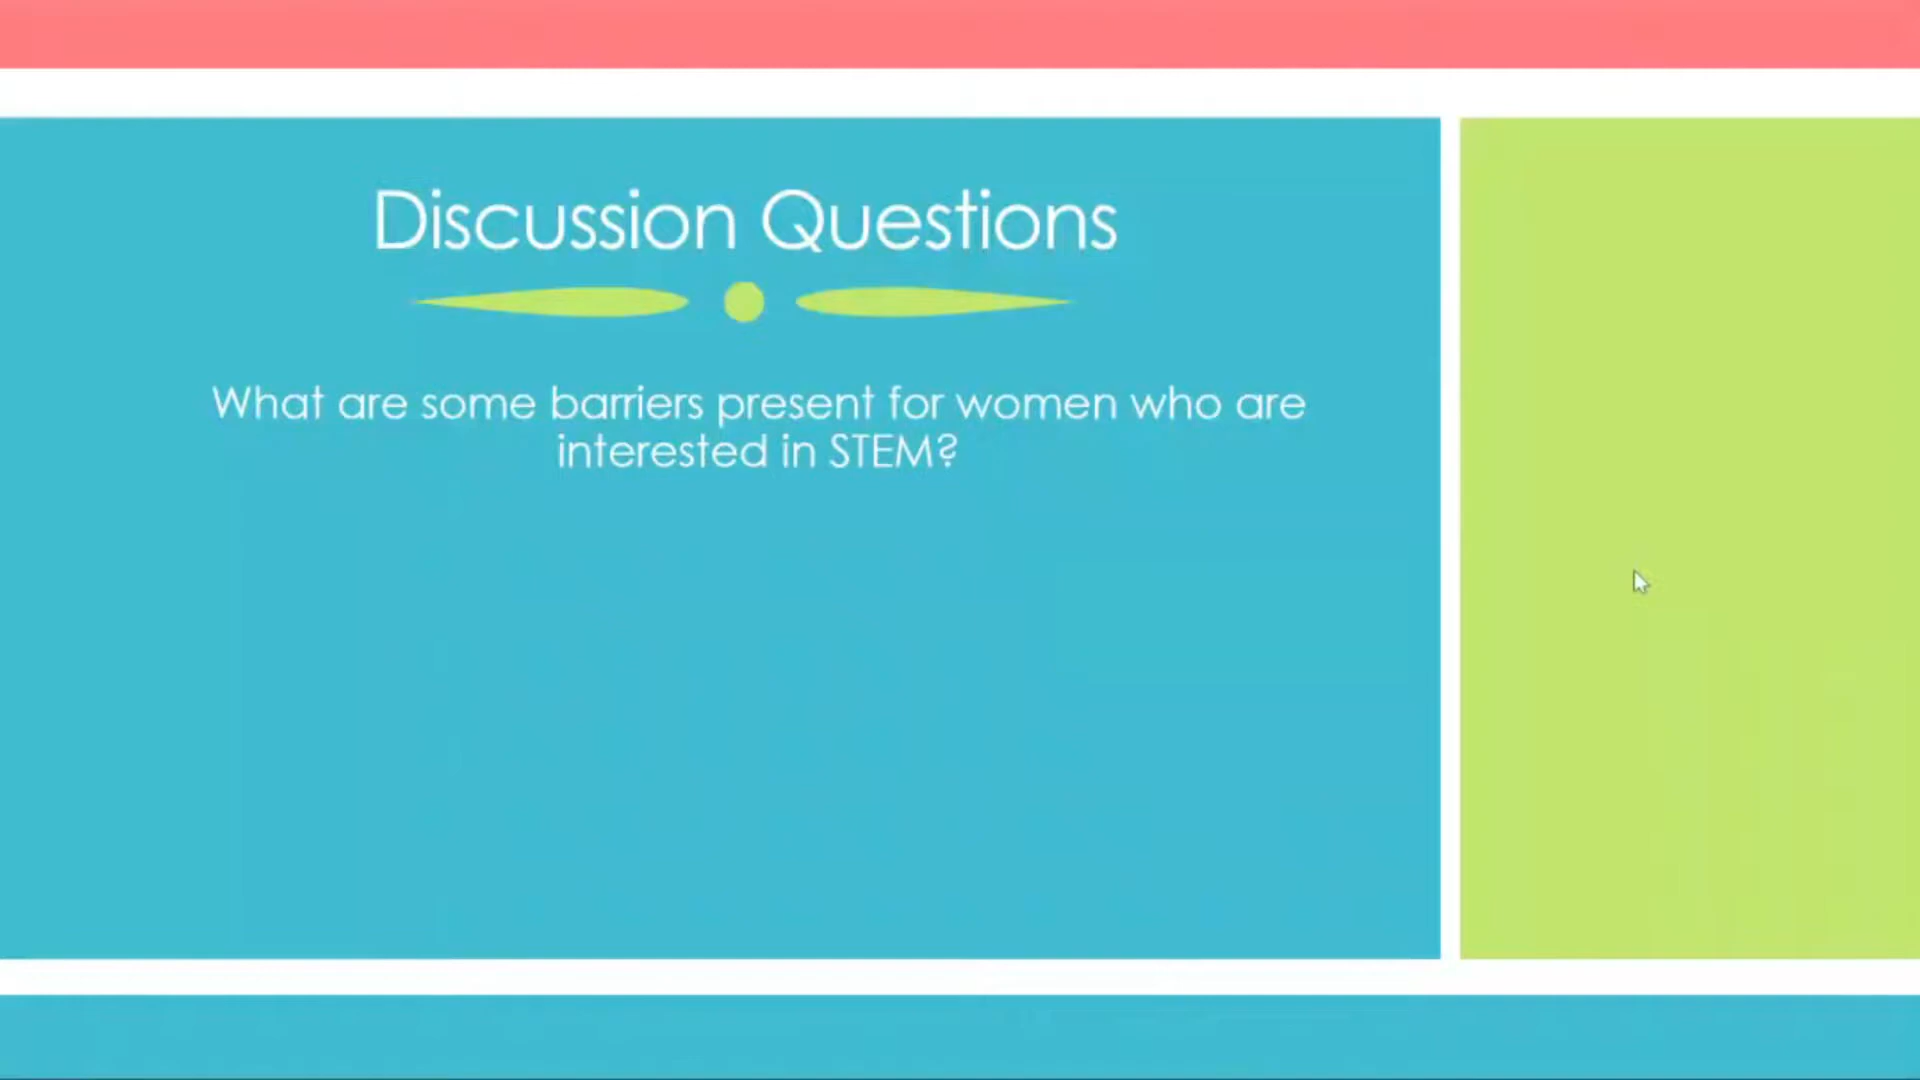 Discussion Questions
What are some barriers present for women who are
interested in STEM?